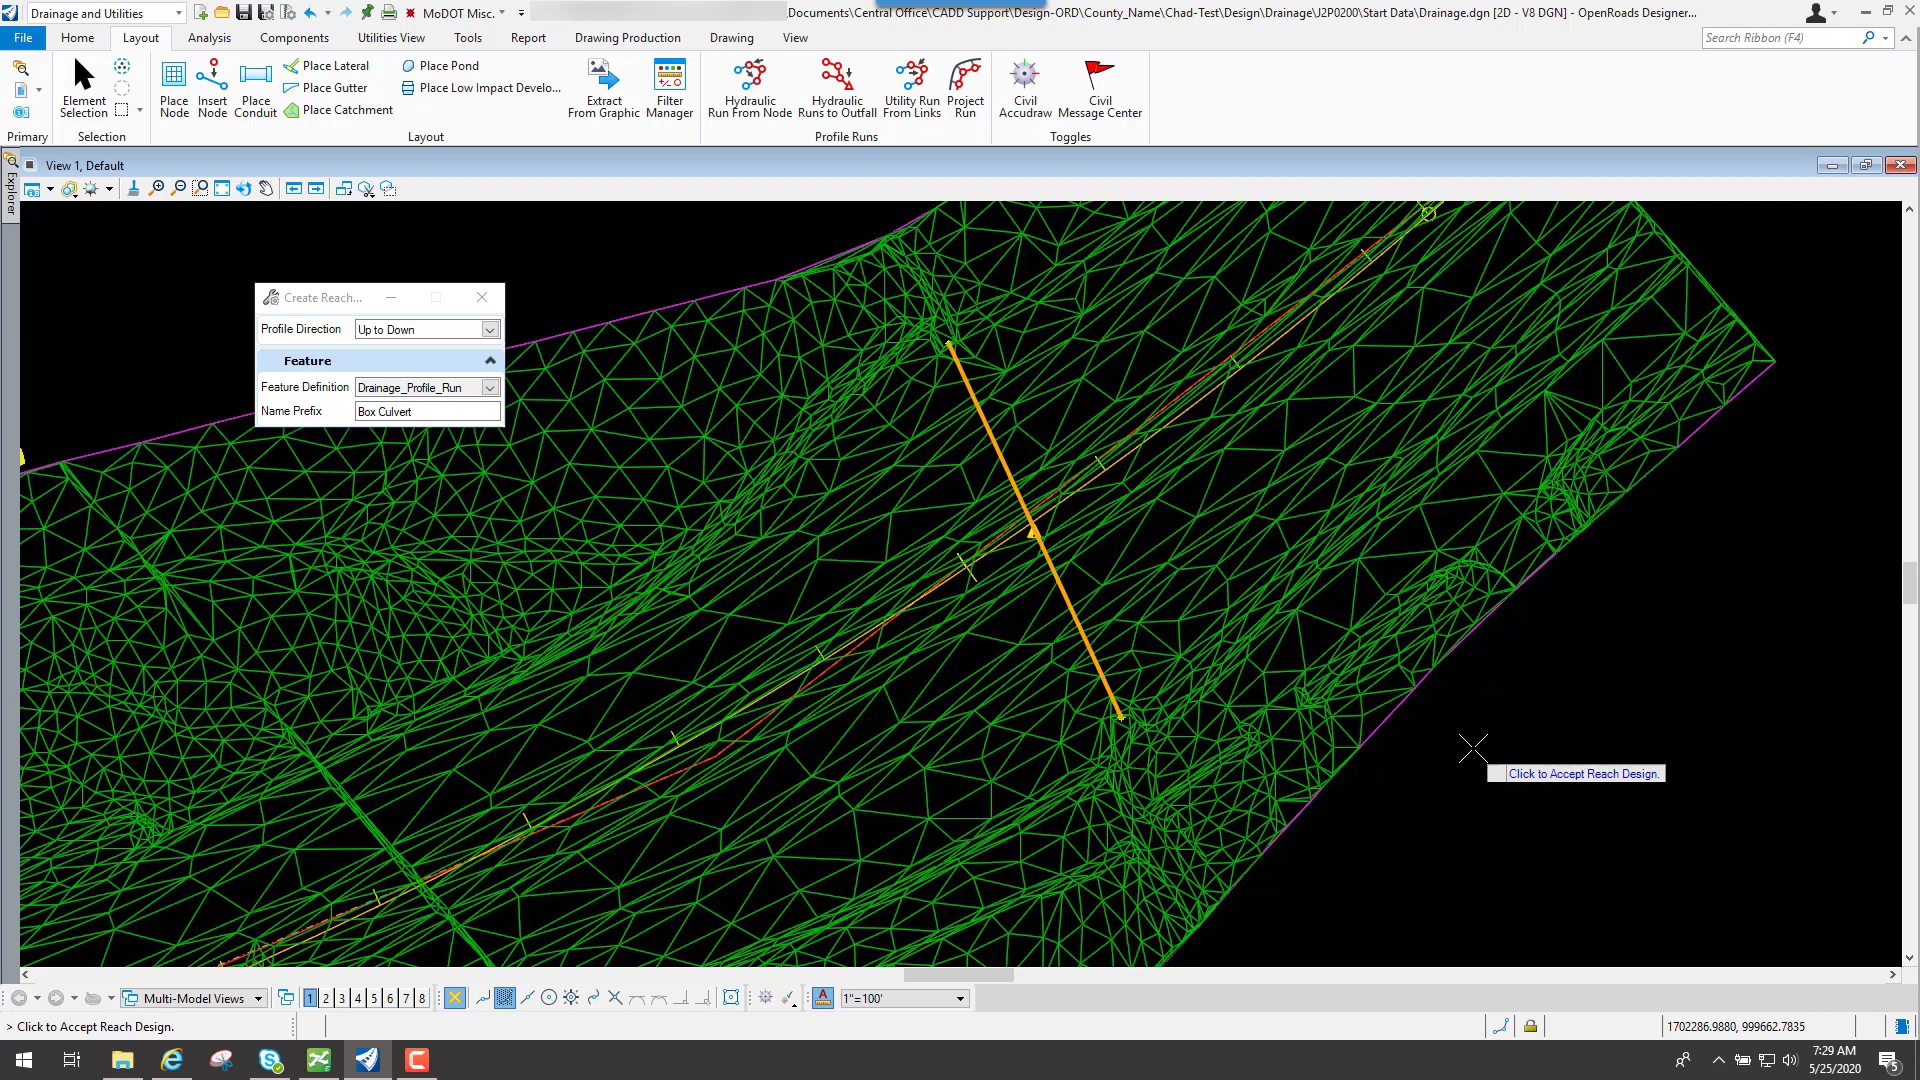 Drainage and Utilities
MoDOT Misc.
.Documents\Central Office\CADD Support\Design-ORD\County_Name\Chad-Test\Design\Drainage\J2P0200\Start Data\Drainage.dgn [2D - V8 DGN] - OpenRoads Designer...
File
Home
Layout
Analysis
Components
Utilities View
Tools
Report
Drawing Production
Drawing
View
Search Ribbon (F4)
Element
Selection
Place
Node
Insert
Node
Place
Conduit
Place Lateral
Place Gutter
Place Catchment
Place Pond
Place Low Impact Develo...
Extract
From Graphic
Filter
Manager
Hydraulic
Run From Node
Hydraulic
Runs to Outfall
Utility Run
From Links
Project
Run
Civil
Accudraw
Civil
Message Center
Primary
Selection
Layout
Profile Runs
Toggles
Explorer
View 1, Default
Create Reach...
Profile Direction
Up to Down
Feature
Feature Definition
Drainage_Profile_Run
Name Prefix
Box Culvert
Click to Accept Reach Design.
Multi-Model Views
1 2 3 4 5 6 7 8
1"=100'
> Click to Accept Reach Design.
1702286.9880, 999662.7835
7:29 AM
5/25/2020
5